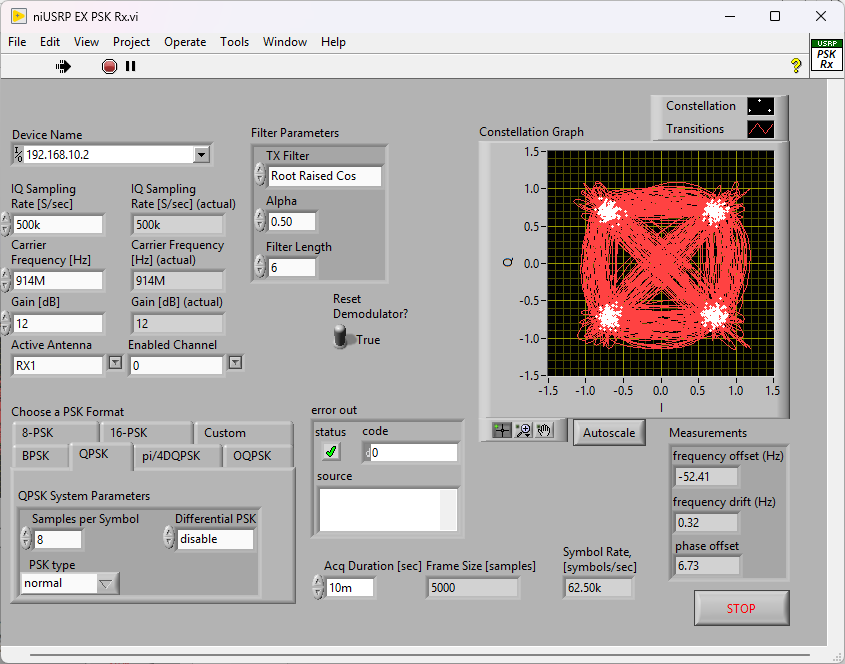 niUSRP EX PSK Rx.vi
File Edit View Project Operate Tools Window Help
?
USRP
PSK
Rx
Device Name
I/0 192.168.10.2
IQ Sampling
Rate [S/sec]
500k
IQ Sampling
Rate [S/sec] (actual)
500k
Carrier
Frequency [Hz]
914M
Carrier Frequency
[Hz] (actual)
914M
Gain [dB]
12
Gain [dB] (actual)
12
Active Antenna
RX1
Enabled Channel
0
Filter Parameters
TX Filter
Root Raised Cos
Alpha
0.50
Filter Length
6
Reset
Demodulator?
True
Constellation Graph
Constellation
Transitions
Q
1.5
1.0
0.5
0.0
-0.5
-1.0
-1.5
-1.5 -1.0 -0.5 0.0 0.5 1.0 1.5
I
Autoscale
Choose a PSK Format
8-PSK 16-PSK Custom
BPSK QPSK pi/4DQPSK OQPSK
QPSK System Parameters
Samples per Symbol
8
Differential PSK
disable
PSK type
normal
error out
status
code
d0
source
Acq Duration [sec]
10m
Frame Size [samples]
5000
Symbol Rate,
[symbols/sec]
62.50k
Measurements
frequency offset (Hz)
-52.41
frequency drift (Hz)
0.32
phase offset
6.73
STOP